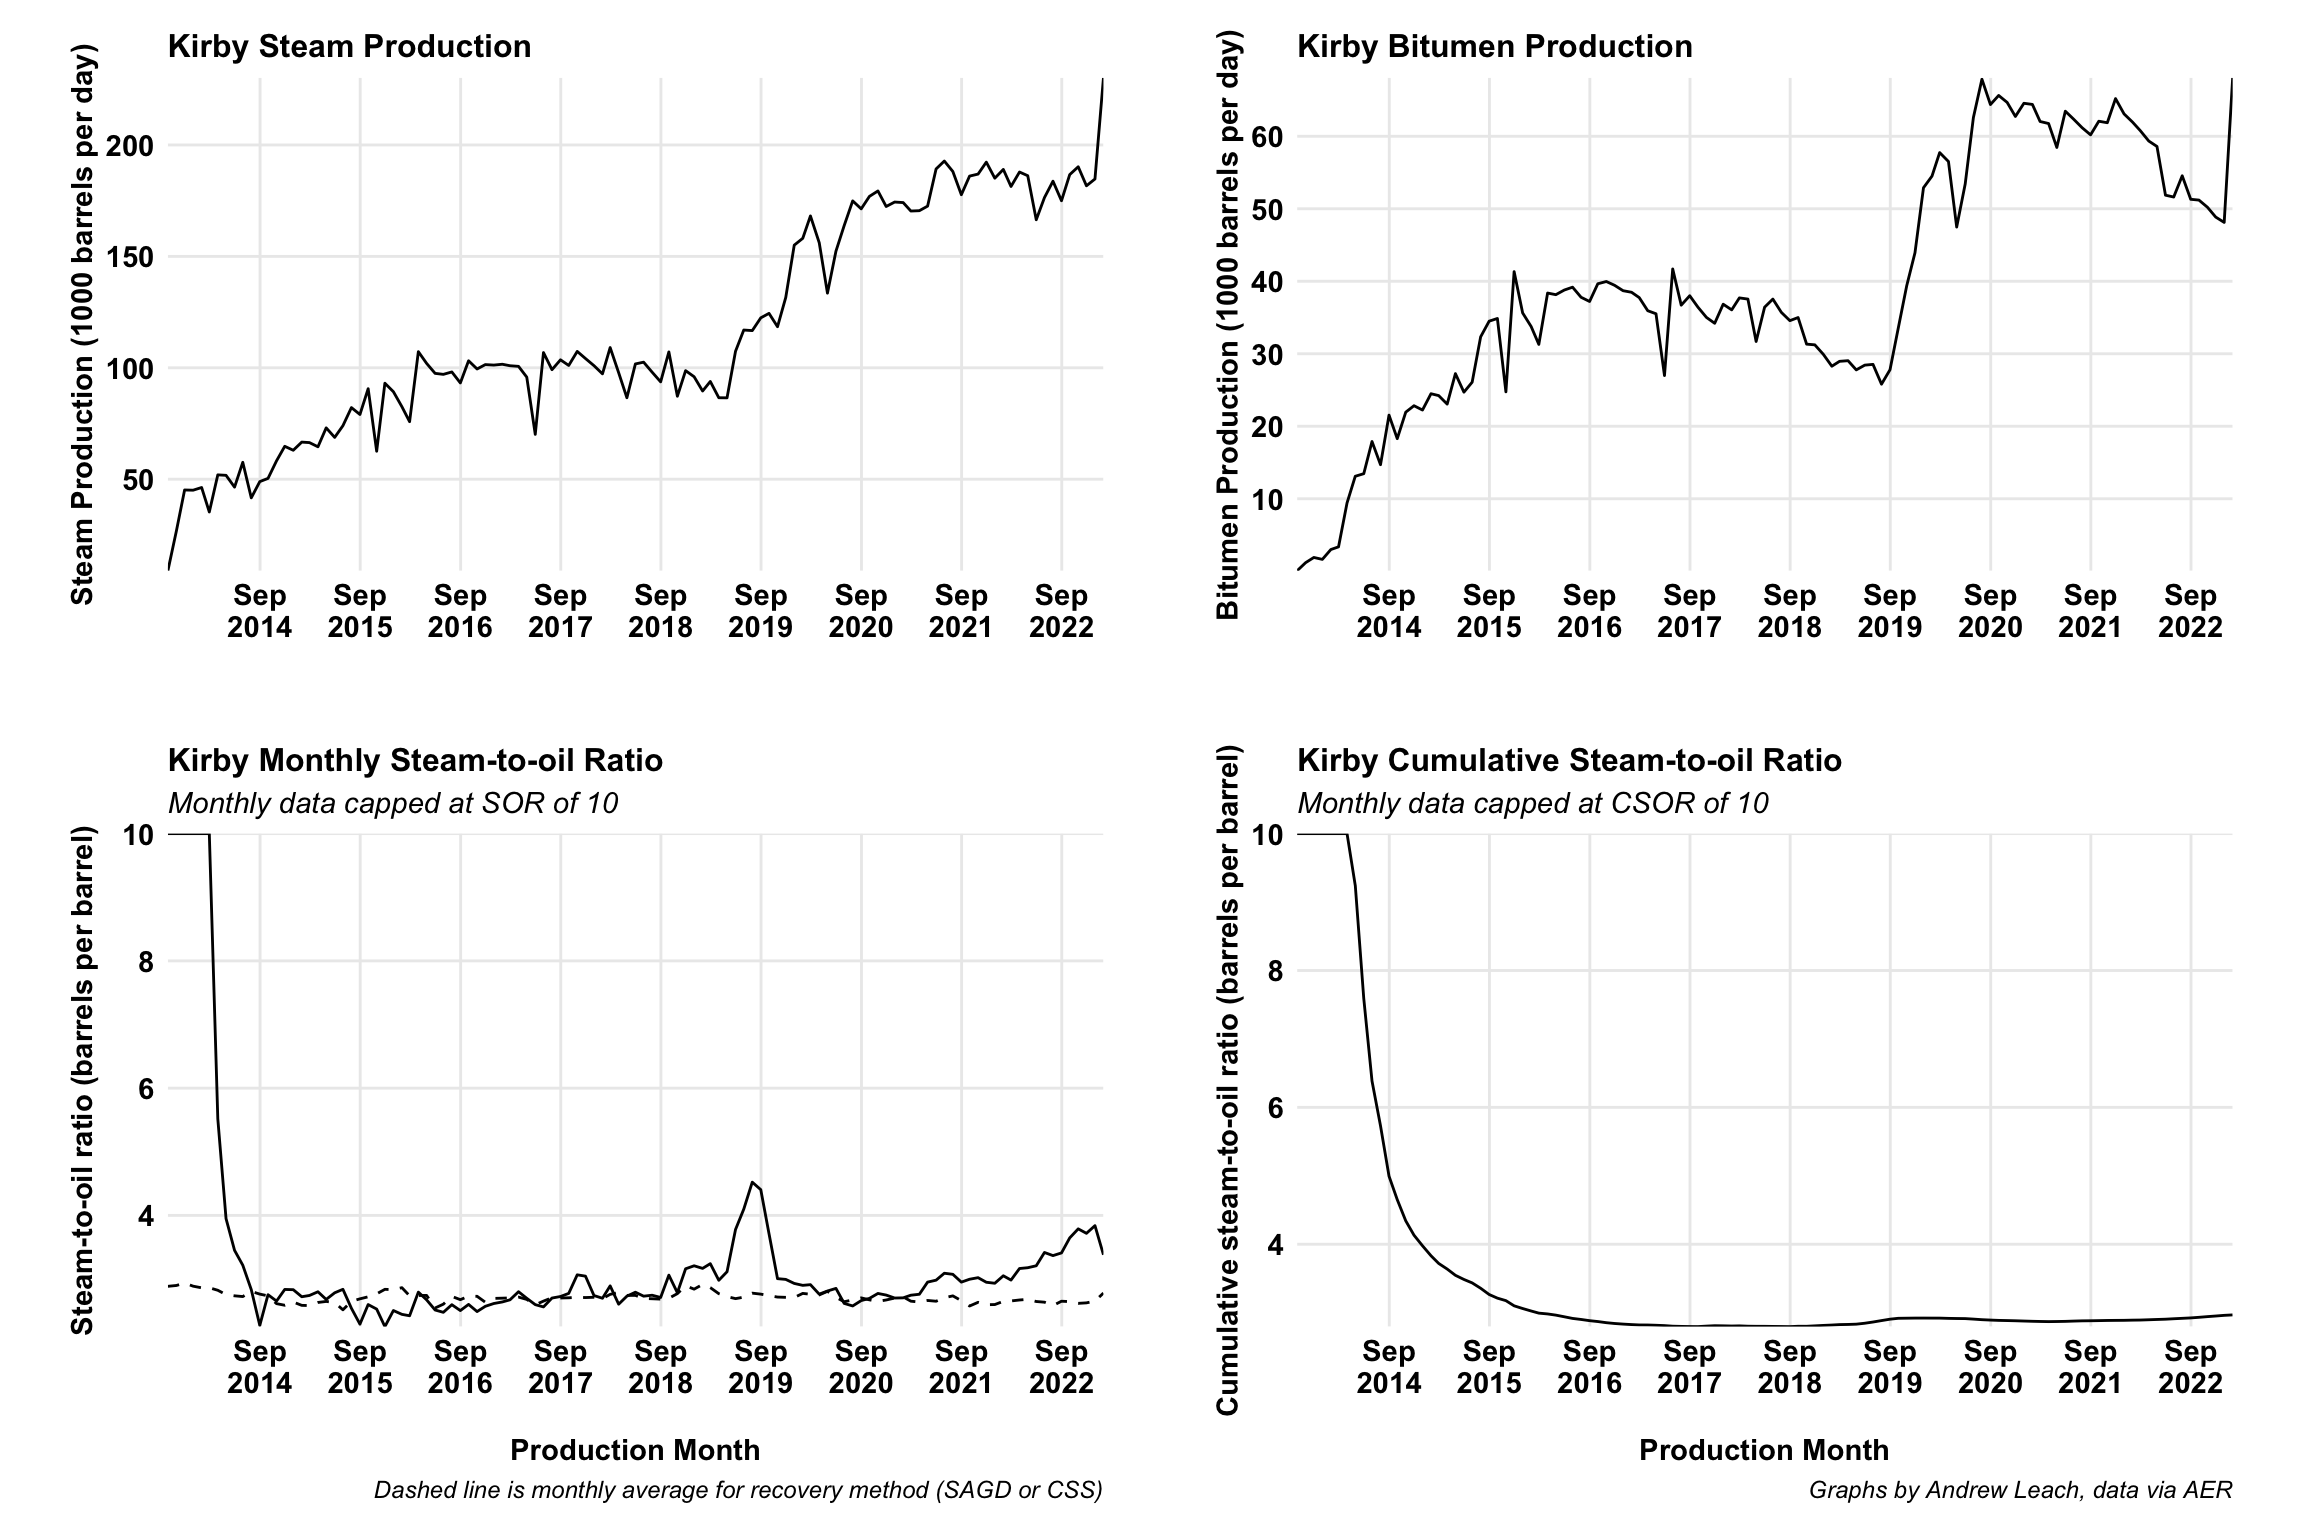 Kirby Steam Production
Steam Production (1000 barrels per day)
200
150
100
50
Sep Sep Sep Sep Sep Sep Sep Sep Sep
2014 2015 2016 2017 2018 2019 2020 2021 2022
Kirby Bitumen Production
Bitumen Production (1000 barrels per day)
60
50
40
30
20
10
Sep Sep Sep Sep Sep Sep Sep Sep Sep
2014 2015 2016 2017 2018 2019 2020 2021 2022
Kirby Monthly Steam-to-oil Ratio
Monthly data capped at SOR of 10
Steam-to-oil ratio (barrels per barrel)
10
8
6
4
Sep Sep Sep Sep Sep Sep Sep Sep Sep
2014 2015 2016 2017 2018 2019 2020 2021 2022
Production Month
Dashed line is monthly average for recovery method (SAGD or CSS)
Kirby Cumulative Steam-to-oil Ratio
Monthly data capped at CSOR of 10
Cumulative steam-to-oil ratio (barrels per barrel)
10
8
6
4
Sep Sep Sep Sep Sep Sep Sep Sep Sep
2014 2015 2016 2017 2018 2019 2020 2021 2022
Production Month
Graphs by Andrew Leach, data via AER